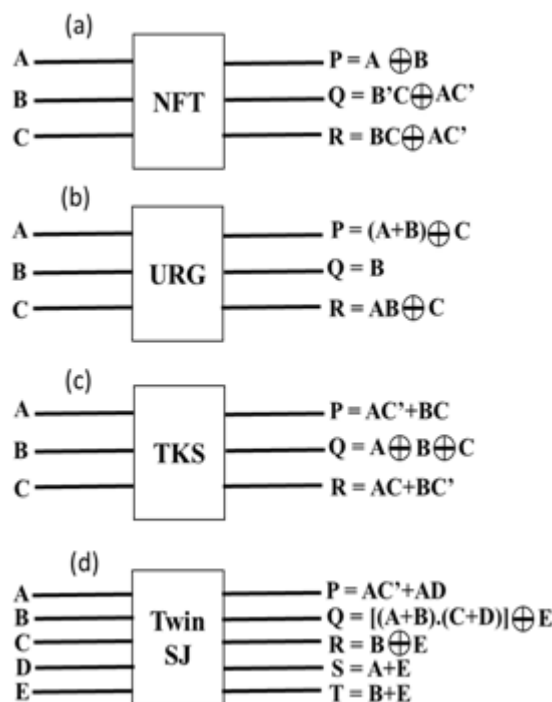 (a)
A P = A ⊕ B
B NFT Q = B'C ⊕ AC'
C R = BC ⊕ AC'
(b)
A P = (A+B) ⊕ C
B URG Q = B
C R = AB ⊕ C
(c)
A P = AC'+BC
B TKS Q = A ⊕ B ⊕ C
C R = AC+BC'
(d)
A P = AC'+AD
B Twin Q = [(A+B).(C+D)] ⊕ E
C SJ R = B ⊕ E
D S = A+E
E T = B+E